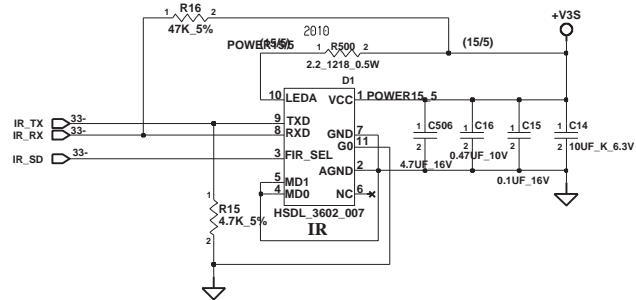 R16
1 2
47K_5%
2010
POWER15/5
(15/5)
1 R500 2
2.2_1218_0.5W
(15/5)
+V3S
D1
10 LEDA
VCC 1 POWER15_5
IR_TX 33-
9 TXD
IR_RX 33-
8 RXD
GND 7
G0 11
IR_SD 33-
3 FIR_SEL
AGND 2
5 MD1
4 MD0
NC 6
HSDL_3602_007
IR
1 C506
2
4.7UF_16V
1 C16
2
0.47UF_10V
1 C15
2
0.1UF_16V
1 C14
2
10UF_K_6.3V
1
R15
4.7K_5%
2